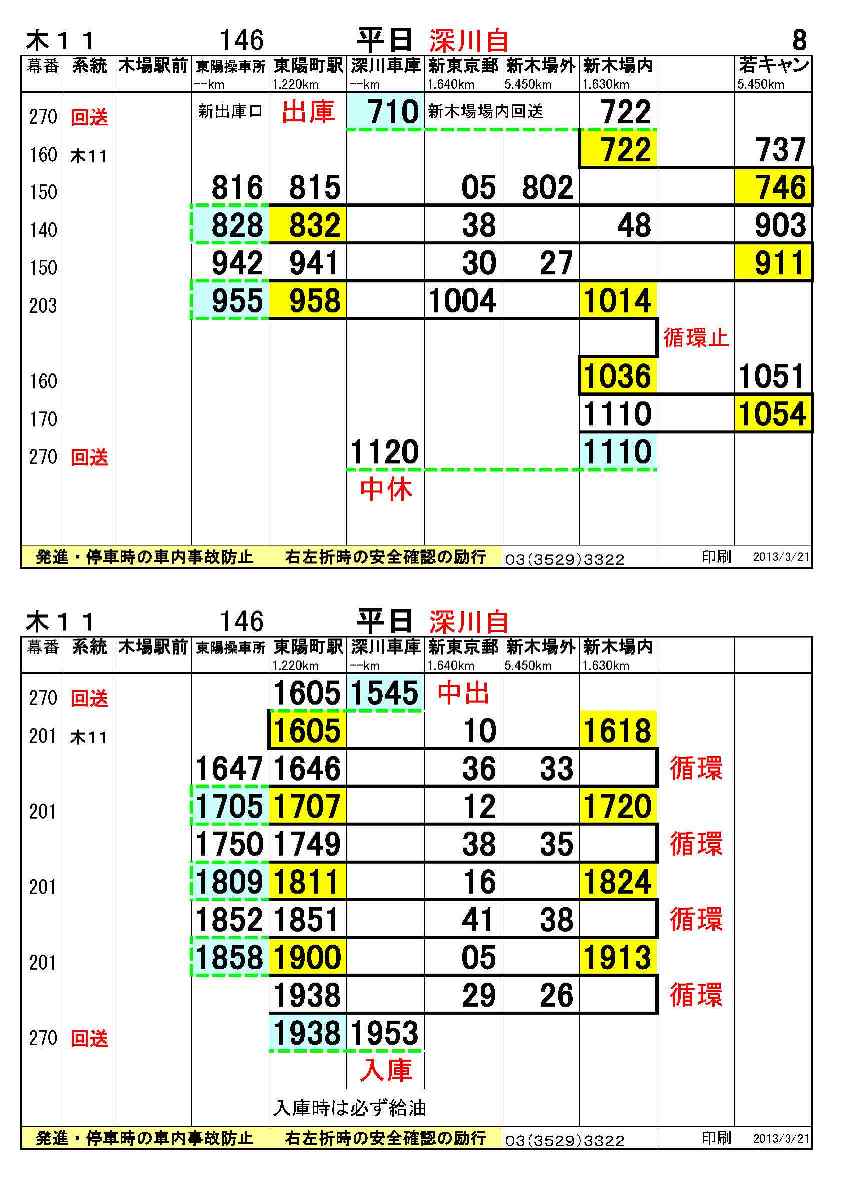 木１１ 146 平日 深川自 8
幕番 系統 木場駅前 東陽操車所 東陽町駅 深川車庫 新東京郵 新木場外 新木場内 若キャン
--km 1.220km --km 1.640km 5.450km 1.630km 5.450km
270 回送 新出庫口 出庫 710 新木場場内回送 722
160 木11 722 737
150 816 815 05 802 746
140 828 832 38 48 903
150 942 941 30 27 911
203 955 958 1004 1014
循環止
160 1036 1051
170 1110 1054
270 回送 1120 1110
中休
発進・停車時の車内事故防止 右左折時の安全確認の励行 03(3529)3322 印刷 2013/3/21
木１１ 146 平日 深川自
幕番 系統 木場駅前 東陽操車所 東陽町駅 深川車庫 新東京郵 新木場外 新木場内
1.220km --km 1.640km 5.450km 1.630km
270 回送 1605 1545 中出
201 木11 1605 10 1618
1647 1646 36 33 循環
201 1705 1707 12 1720
1750 1749 38 35 循環
201 1809 1811 16 1824
1852 1851 41 38 循環
201 1858 1900 05 1913
1938 29 26 循環
270 回送 1938 1953
入庫
入庫時は必ず給油
発進・停車時の車内事故防止 右左折時の安全確認の励行 03(3529)3322 印刷 2013/3/21